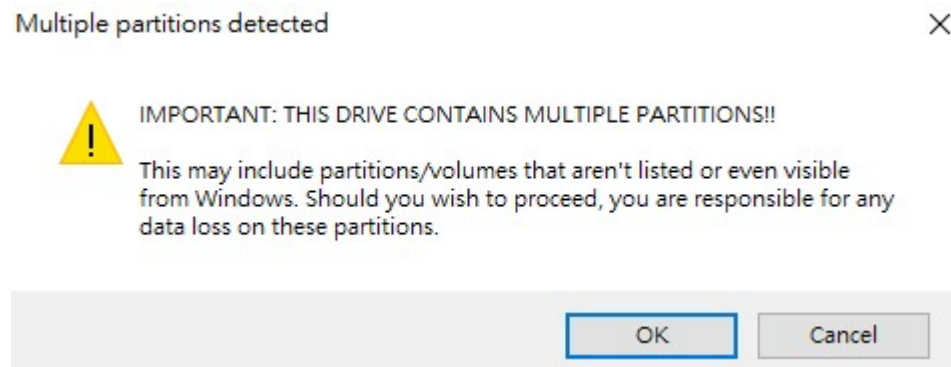 Multiple partitions detected
IMPORTANT: THIS DRIVE CONTAINS MULTIPLE PARTITIONS!!
This may include partitions/volumes that aren't listed or even visible
from Windows. Should you wish to proceed, you are responsible for any
data loss on these partitions.
OK
Cancel